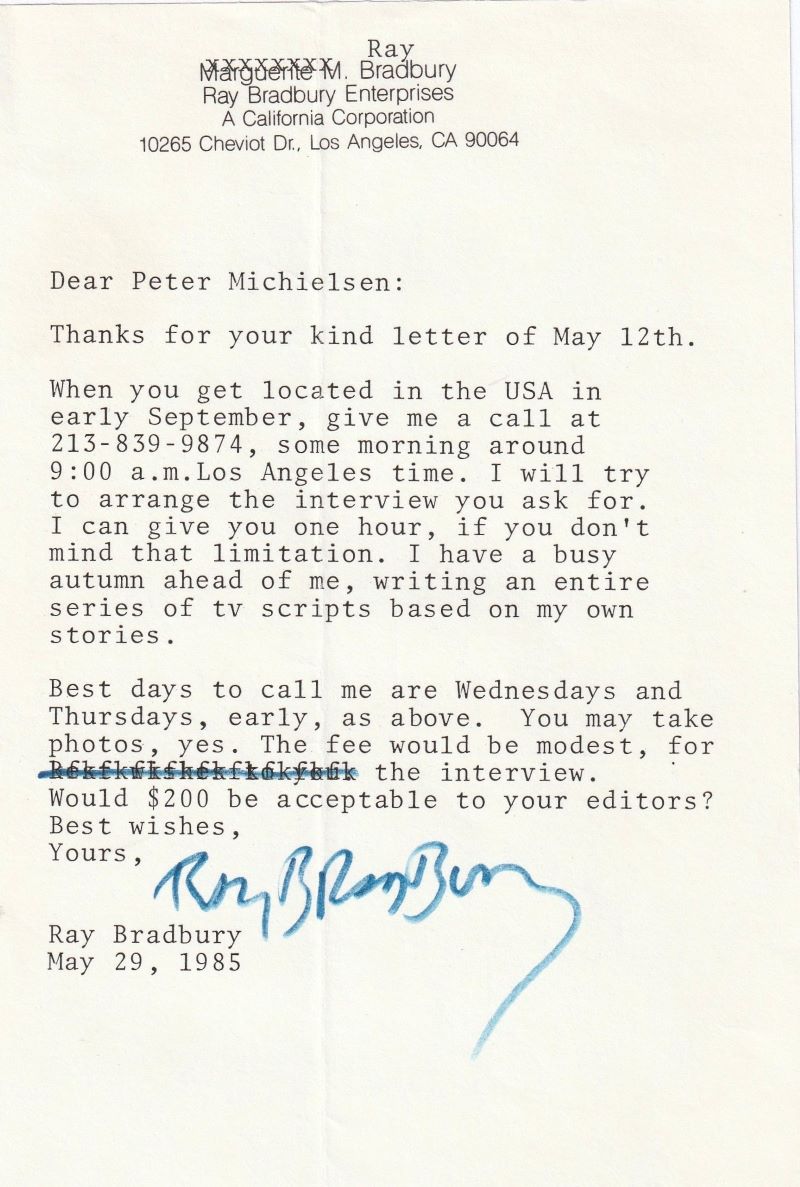 Ray
Marguerite M. Bradbury
Ray Bradbury Enterprises
A California Corporation
10265 Cheviot Dr., Los Angeles, CA 90064
Dear Peter Michielsen:
Thanks for your kind letter of May 12th.
When you get located in the USA in
early September, give me a call at
213-839-9874, some morning around
9:00 a.m.Los Angeles time. I will try
to arrange the interview you ask for.
I can give you one hour, if you don't
mind that limitation. I have a busy
autumn ahead of me, writing an entire
series of tv scripts based on my own
stories.
Best days to call me are Wednesdays and
Thursdays, early, as above.  You may take
photos, yes. The fee would be modest, for
the interview.
Would $200 be acceptable to your editors?
Best wishes,
Yours,
Ray Bradbury
Ray Bradbury
May 29, 1985